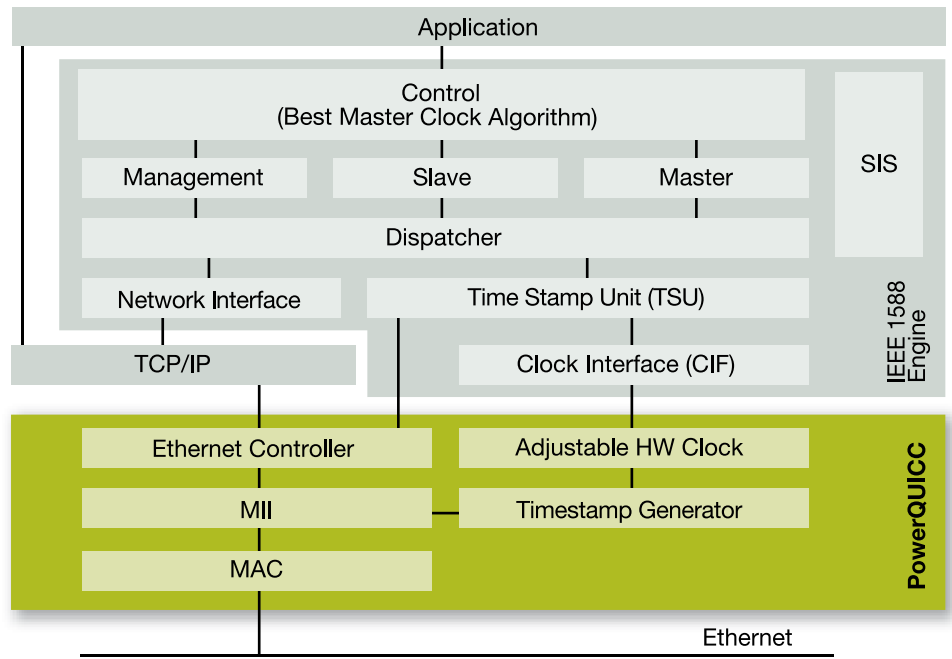 Application
Control
(Best Master Clock Algorithm)
SIS
Management
Slave
Master
Dispatcher
Network Interface
Time Stamp Unit (TSU)
IEEE 1588
Engine
TCP/IP
Clock Interface (CIF)
Ethernet Controller
Adjustable HW Clock
MII
Timestamp Generator
MAC
PowerQUICC
Ethernet